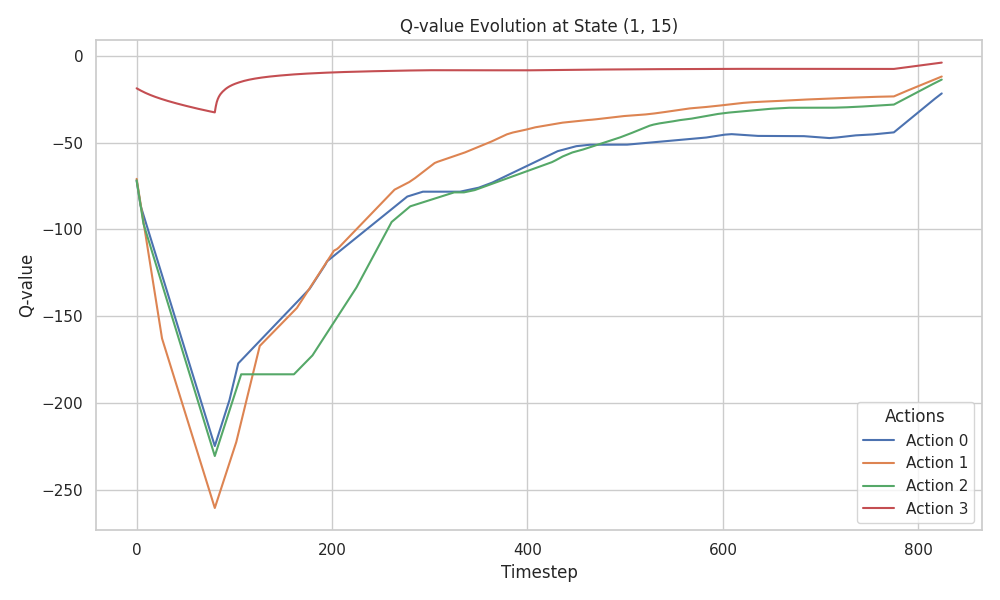 Q-value Evolution at State (1, 15)
0
−50
−100
−150
−200
−250
Q-value
0
200
400
600
800
Timestep
Actions
Action 0
Action 1
Action 2
Action 3